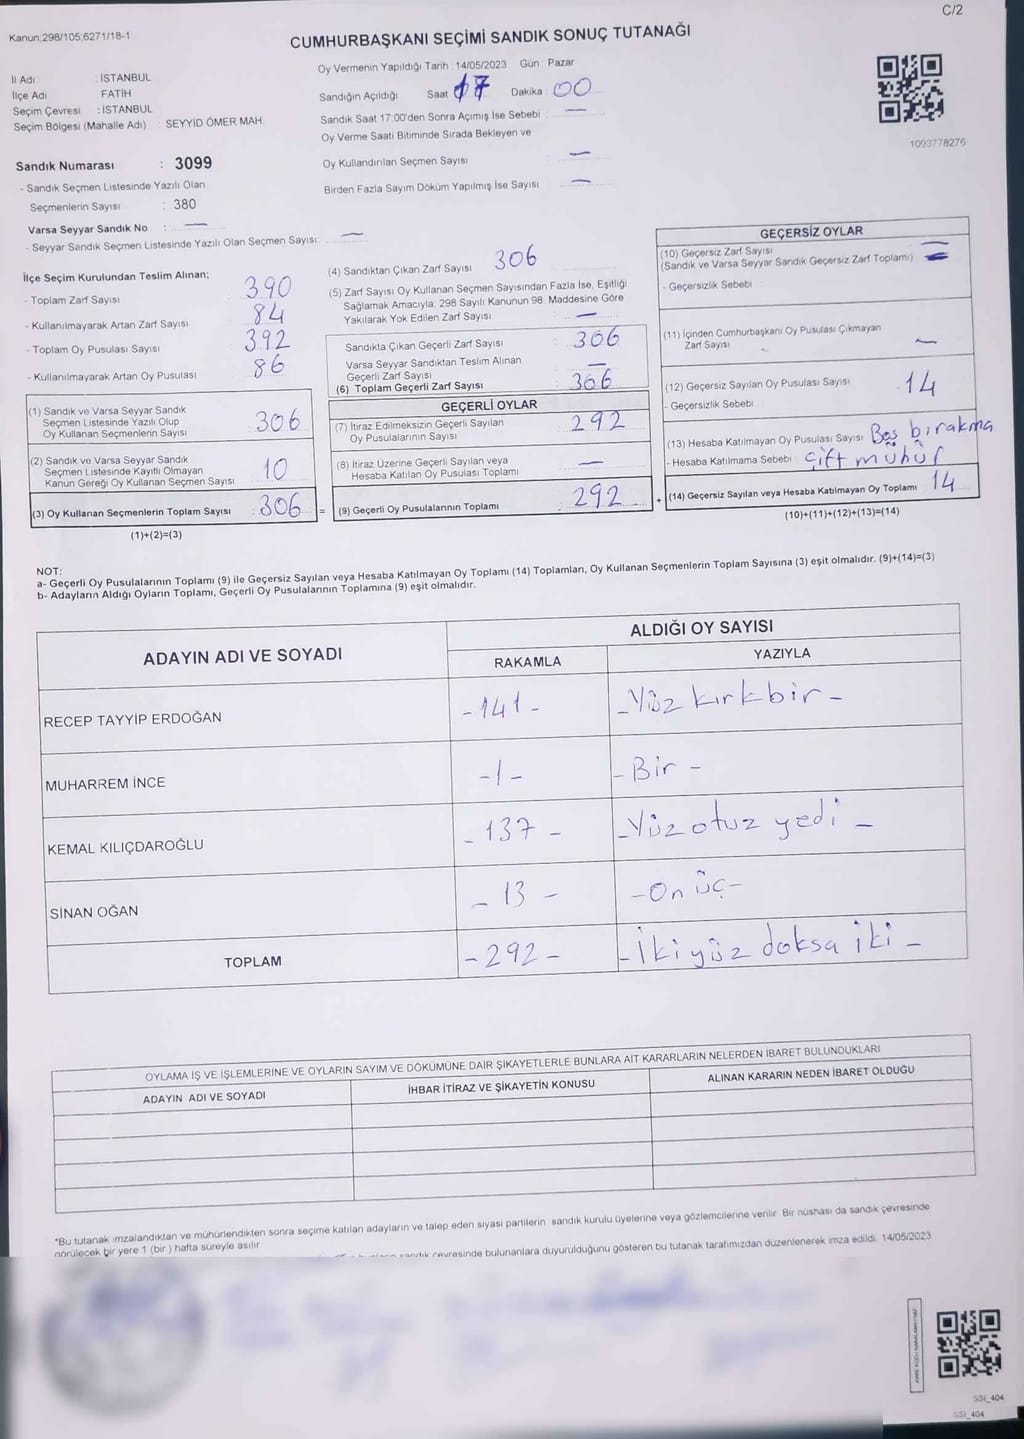 C/2
Kanun;298/105;6271/18-1
CUMHURBAŞKANI SEÇİMİ SANDIK SONUÇ TUTANAĞI
İl Adı : İSTANBUL
İlçe Adı FATİH
Seçim Çevresi : İSTANBUL
Seçim Bölgesi (Mahalle Adı) : SEYYİD ÖMER MAH.
Sandık Numarası : 3099
- Sandık Seçmen Listesinde Yazılı Olan
Seçmenlerin Sayısı : 380
Varsa Seyyar Sandık No : —
- Seyyar Sandık Seçmen Listesinde Yazılı Olan Seçmen Sayısı: —
Oy Vermenin Yapıldığı Tarih : 14/05/2023 Gün : Pazar
Sandığın Açıldığı Saat 17 Dakika 00
Sandık Saat 17:00'den Sonra Açımış İse Sebebi : —
Oy Verme Saati Bitiminde Sırada Bekleyen ve
Oy Kullandırılan Seçmen Sayısı : —
Birden Fazla Sayım Döküm Yapılmış İse Sayısı : —
1093778276
İlçe Seçim Kurulundan Teslim Alınan;
- Toplam Zarf Sayısı 390
- Kullanılmayarak Artan Zarf Sayısı 84
- Toplam Oy Pusulası Sayısı 392
- Kullanılmayarak Artan Oy Pusulası 86
(1) Sandık ve Varsa Seyyar Sandık
Seçmen Listesinde Yazılı Olup
Oy Kullanan Seçmenlerin Sayısı 306
(2) Sandık ve Varsa Seyyar Sandık
Seçmen Listesinde Kayıtlı Olmayan
Kanun Gereği Oy Kullanan Seçmen Sayısı 10
(3) Oy Kullanan Seçmenlerin Toplam Sayısı : 306 =
(1)+(2)=(3)
(4) Sandıktan Çıkan Zarf Sayısı 306
(5) Zarf Sayısı Oy Kullanan Seçmen Sayısından Fazla İse, Eşitliği
Sağlamak Amacıyla; 298 Sayılı Kanunun 98. Maddesine Göre
Yakılarak Yok Edilen Zarf Sayısı : —
Sandıkta Çıkan Geçerli Zarf Sayısı : 306
Varsa Seyyar Sandıktan Teslim Alınan
Geçerli Zarf Sayısı —
(6) Toplam Geçerli Zarf Sayısı 306
GEÇERLİ OYLAR
(7) İtiraz Edilmeksizin Geçerli Sayılan
Oy Pusulalarının Sayısı : 292
(8) İtiraz Üzerine Geçerli Sayılan veya
Hesaba Katılan Oy Pusulası Toplamı : —
(9) Geçerli Oy Pusulalarının Toplamı : 292 +
GEÇERSİZ OYLAR
(10) Geçersiz Zarf Sayısı
(Sandık ve Varsa Seyyar Sandık Geçersiz Zarf Toplamı) —
- Geçersizlik Sebebi :
(11) İçinden Cumhurbaşkanı Oy Pusulası Çıkmayan
Zarf Sayısı —
(12) Geçersiz Sayılan Oy Pusulası Sayısı : 14
- Geçersizlik Sebebi
(13) Hesaba Katılmayan Oy Pusulası Sayısı Boş bırakma
- Hesaba Katılmama Sebebi : Çift mühür
(14) Geçersiz Sayılan veya Hesaba Katılmayan Oy Toplamı 14
(10)+(11)+(12)+(13)=(14)
NOT:
a- Geçerli Oy Pusulalarının Toplamı (9) ile Geçersiz Sayılan veya Hesaba Katılmayan Oy Toplamı (14) Toplamları, Oy Kullanan Seçmenlerin Toplam Sayısına (3) eşit olmalıdır. (9)+(14)=(3)
b- Adayların Aldığı Oyların Toplamı, Geçerli Oy Pusulalarının Toplamına (9) eşit olmalıdır.
ADAYIN ADI VE SOYADI ALDIĞI OY SAYISI
RAKAMLA YAZIYLA
RECEP TAYYİP ERDOĞAN -141- -Yüz kırkbir-
MUHARREM İNCE -1- -Bir-
KEMAL KILIÇDAROĞLU -137- -Yüzotuz yedi-
SİNAN OĞAN -13- -On üç-
TOPLAM -292- -İkiyüz doksa iki-
OYLAMA İŞ VE İŞLEMLERİNE VE OYLARIN SAYIM VE DÖKÜMÜNE DAİR ŞİKAYETLERLE BUNLARA AİT KARARLARIN NELERDEN İBARET BULUNDUKLARI
ADAYIN ADI VE SOYADI İHBAR İTİRAZ VE ŞİKAYETİN KONUSU ALINAN KARARIN NEDEN İBARET OLDUĞU
*Bu tutanak imzalandıktan ve mühürlendikten sonra seçime katılan adayların ve talep eden siyasi partilerin sandık kurulu üyelerine veya gözlemcilerine verilir. Bir nüshası da sandık çevresinde
görülecek bir yere 1 (bir) hafta süreyle asılır.
sandık çevresinde bulunanlara duyurulduğunu gösteren bu tutanak tarafımızdan düzenlenerek imza edildi. 14/05/2023
SSI_404
SSI_404